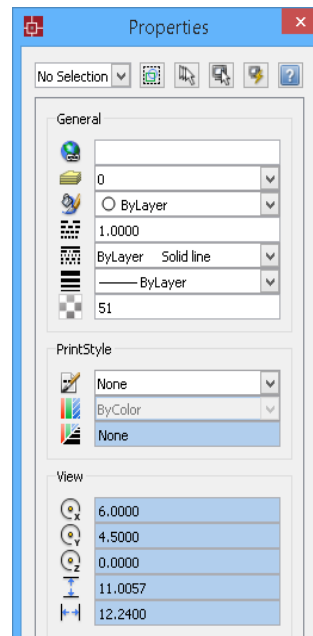 Properties
No Selection
General
0
ByLayer
1.0000
ByLayer Solid line
ByLayer
51
PrintStyle
None
ByColor
None
View
X 6.0000
Y 4.5000
Z 0.0000
11.0057
12.2400